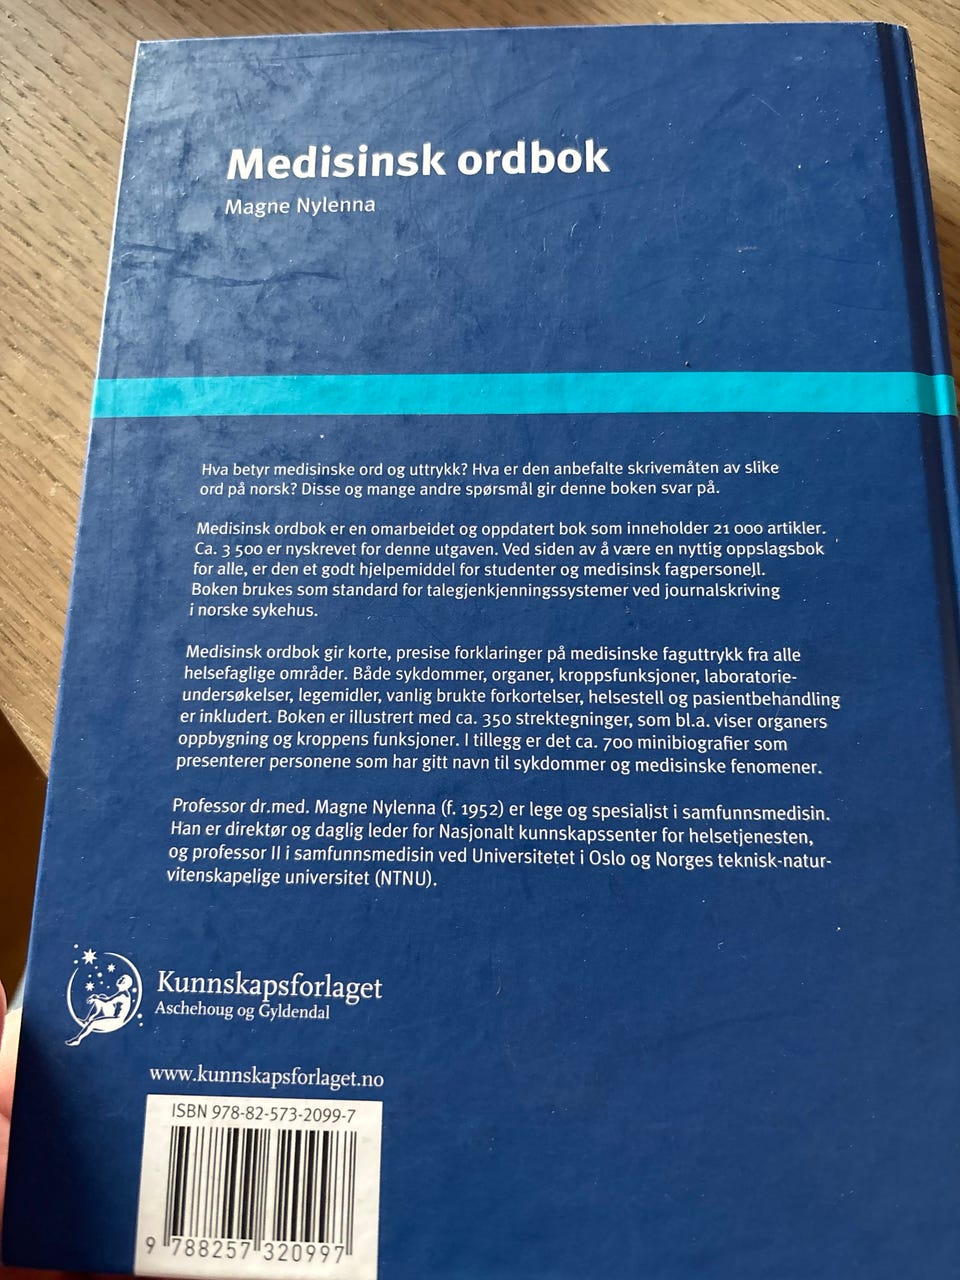 Medisinsk ordbok
Magne Nylenna
Hva betyr medisinske ord og uttrykk? Hva er den anbefalte skrivemåten av slike
ord på norsk? Disse og mange andre spørsmål gir denne boken svar på.
Medisinsk ordbok er en omarbeidet og oppdatert bok som inneholder 21 000 artikler.
Ca. 3 500 er nyskrevet for denne utgaven. Ved siden av å være en nyttig oppslagsbok
for alle, er den et godt hjelpemiddel for studenter og medisinsk fagpersonell.
Boken brukes som standard for talegjenkjenningssystemer ved journalskriving
i norske sykehus.
Medisinsk ordbok gir korte, presise forklaringer på medisinske faguttrykk fra alle
helsefaglige områder. Både sykdommer, organer, kroppsfunksjoner, laboratorie-
undersøkelser, legemidler, vanlig brukte forkortelser, helsestell og pasientbehandling
er inkludert. Boken er illustrert med ca. 350 strektegninger, som bl.a. viser organers
oppbygning og kroppens funksjoner. I tillegg er det ca. 700 minibiografier som
presenterer personene som har gitt navn til sykdommer og medisinske fenomener.
Professor dr.med. Magne Nylenna (f. 1952) er lege og spesialist i samfunnsmedisin.
Han er direktør og daglig leder for Nasjonalt kunnskapssenter for helsetjenesten,
og professor II i samfunnsmedisin ved Universitetet i Oslo og Norges teknisk-natur-
vitenskapelige universitet (NTNU).
Kunnskapsforlaget
Aschehoug og Gyldendal
www.kunnskapsforlaget.no
ISBN 978-82-573-2099-7
9 788257 320997